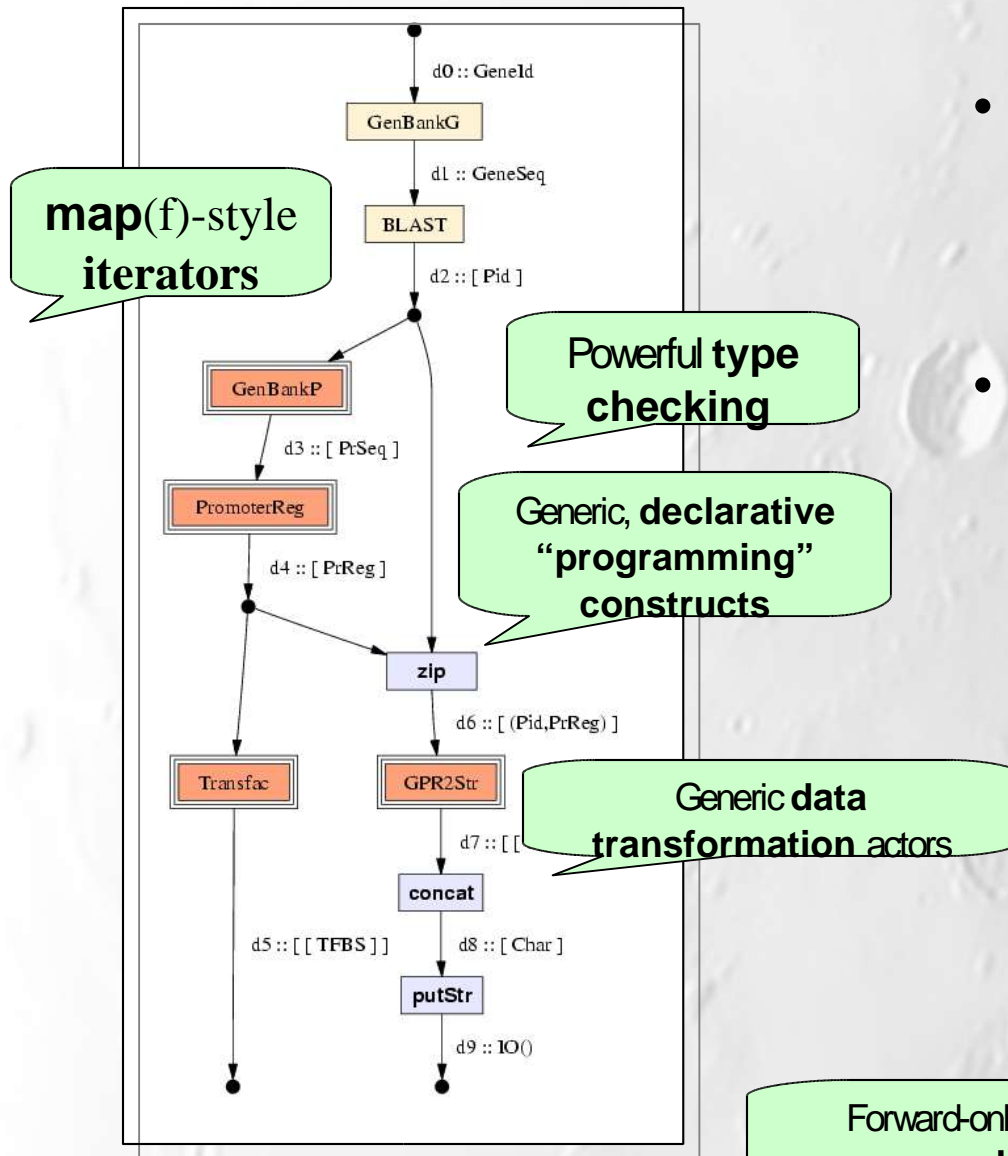 d0 :: GeneId
GenBankG
d1 :: GeneSeq
map(f)-style
iterators
BLAST
d2 :: [ Pid ]
Powerful type
checking
GenBankP
d3 :: [ PrSeq ]
PromoterReg
Generic, declarative
“programming”
constructs
d4 :: [ PrReg ]
zip
d6 :: [ (Pid,PrReg) ]
Transfac
GPR2Str
Generic data
transformation actors
d7 :: [ [
concat
d5 :: [ [ TFBS ] ]
d8 :: [ Char ]
putStr
d9 :: IO()